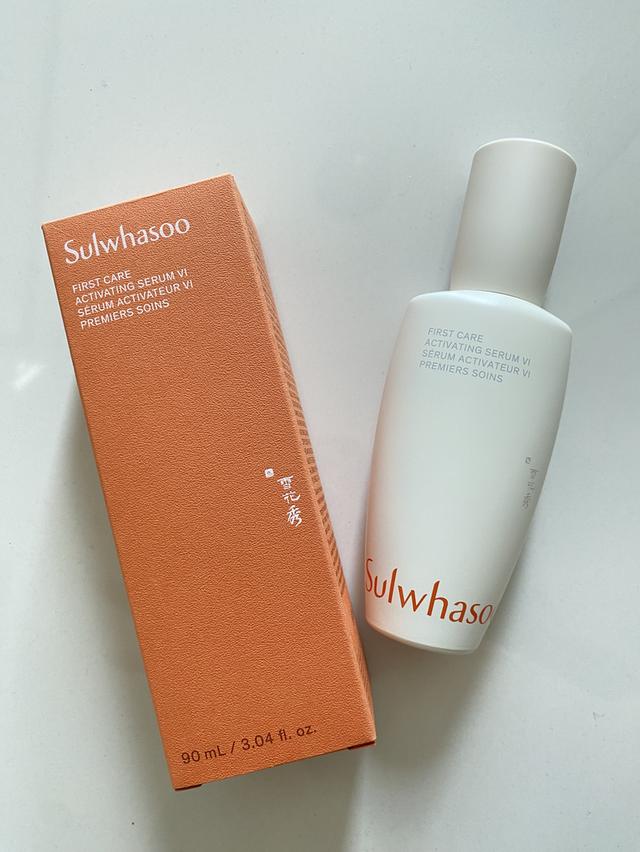 Sulwhasoo
FIRST CARE
ACTIVATING SERUM VI
SÉRUM ACTIVATEUR VI
PREMIERS SOINS
雪花秀
90 mL / 3.04 fl. oz.
FIRST CARE
ACTIVATING SERUM VI
SÉRUM ACTIVATEUR VI
PREMIERS SOINS
Sulwhaso